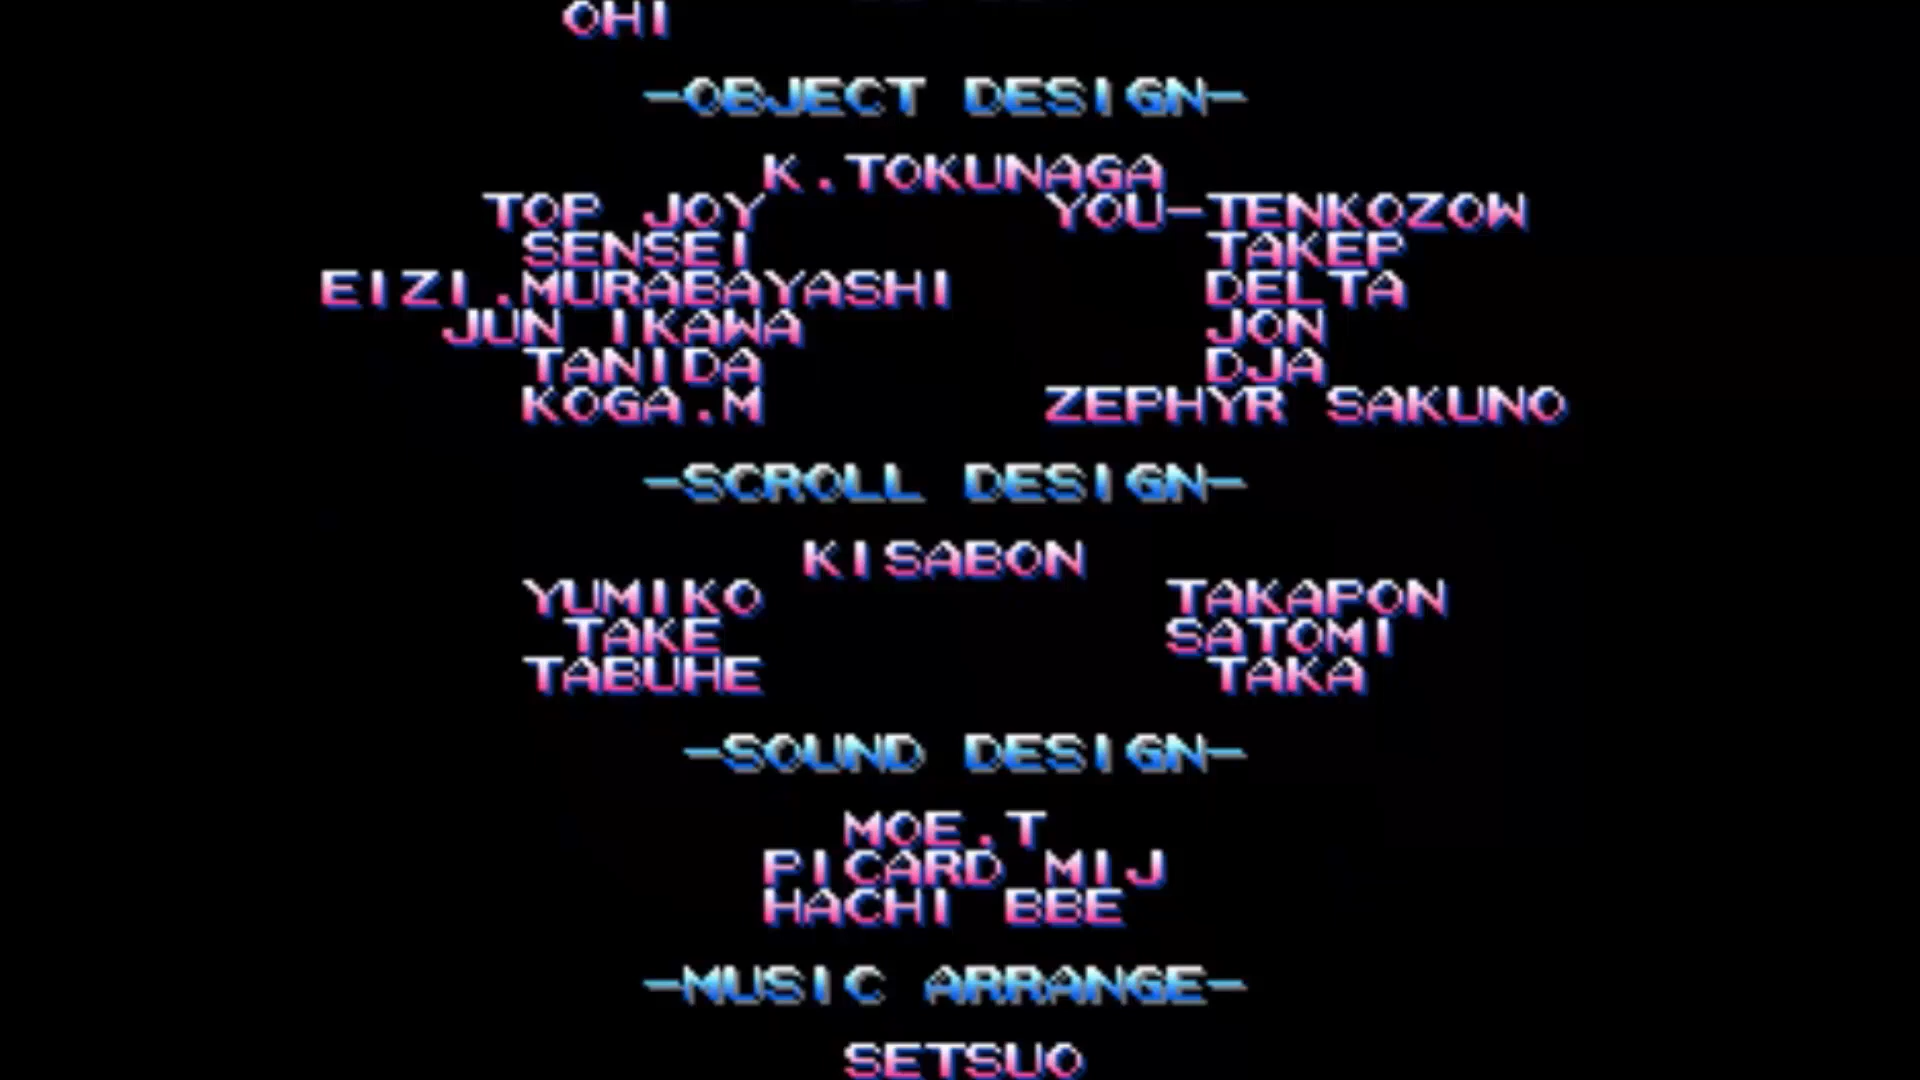 OHI
-OBJECT DESIGN-
K.TOKUNAGA
TOP JOY YOU-TENKOZOW
SENSEI TAKEP
EIZI.MURABAYASHI DELTA
JUN IKAWA JON
TANIDA DJA
KOGA.M ZEPHYR SAKUNO
-SCROLL DESIGN-
KISABON
YUMIKO TAKAPON
TAKE SATOMI
TABUHE TAKA
-SOUND DESIGN-
MOE.T
PICARD MIJ
HACHI BBE
-MUSIC ARRANGE-
SETSUO